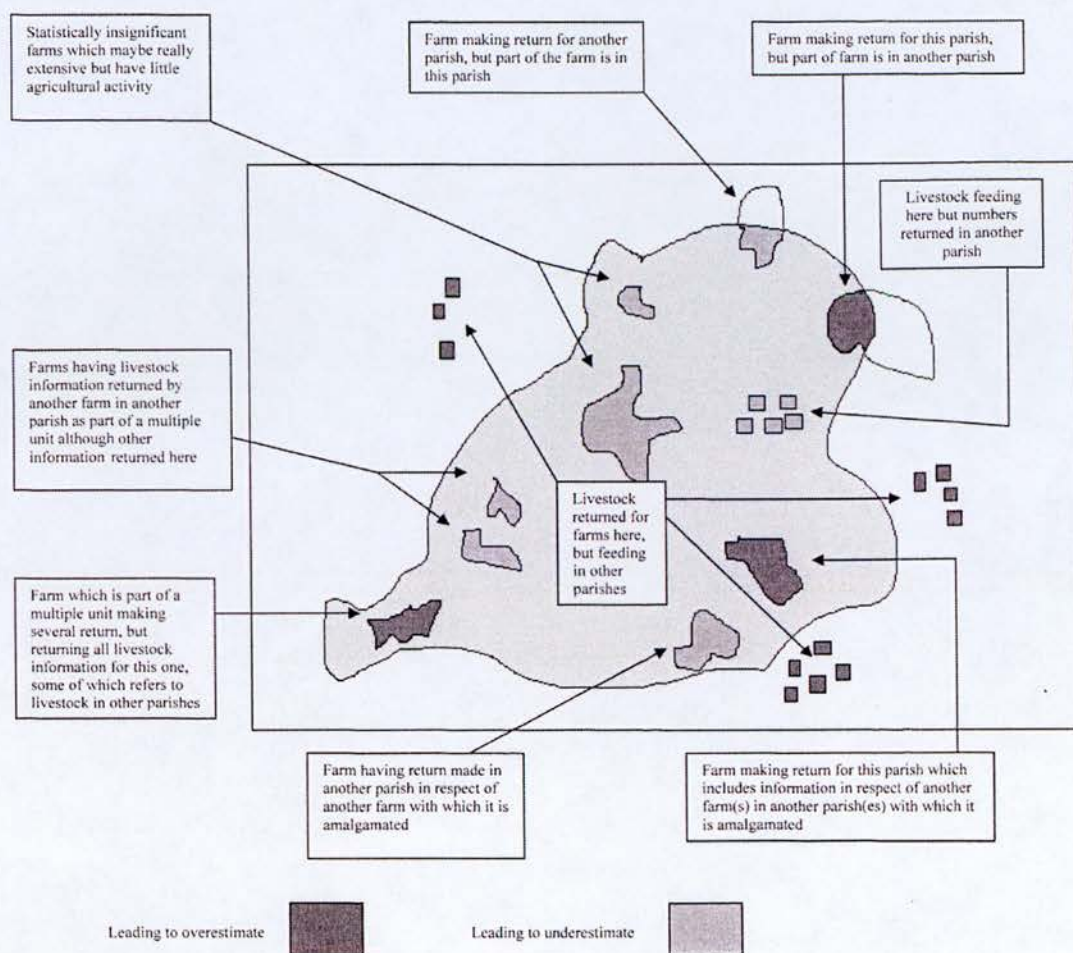 Statistically insignificant
farms which maybe really
extensive but have little
agricultural activity
Farm making return for another
parish, but part of the farm is in
this parish
Farm making return for this parish,
but part of farm is in another parish
Livestock feeding
here but numbers
returned in another
parish
Farms having livestock
information returned by
another farm in another
parish as part of a multiple
unit although other
information returned here
Livestock
returned for
farms here,
but feeding
in other
parishes
Farm which is part of a
multiple unit making
several return, but
returning all livestock
information for this one,
some of which refers to
livestock in other parishes
Farm having return made in
another parish in respect of
another farm with which it is
amalgamated
Farm making return for this parish which
includes information in respect of another
farm(s) in another parish(es) with which it
is amalgamated
Leading to overestimate
Leading to underestimate